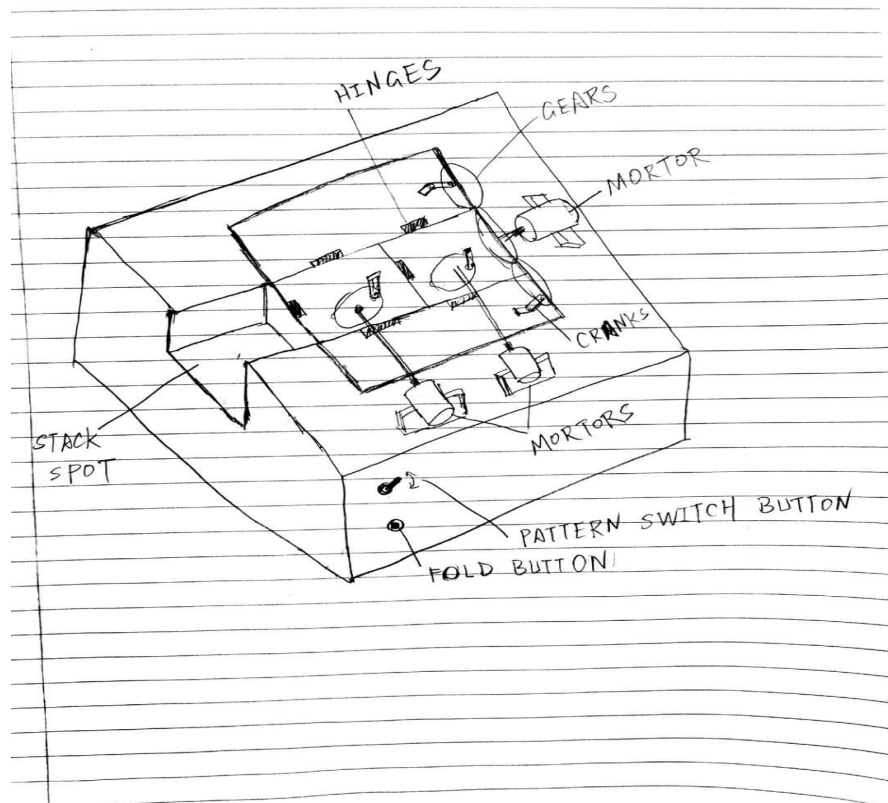 HINGES
GEARS
MORTOR
CRANKS
MORTORS
STACK
SPOT
PATTERN SWITCH BUTTON
FOLD BUTTON